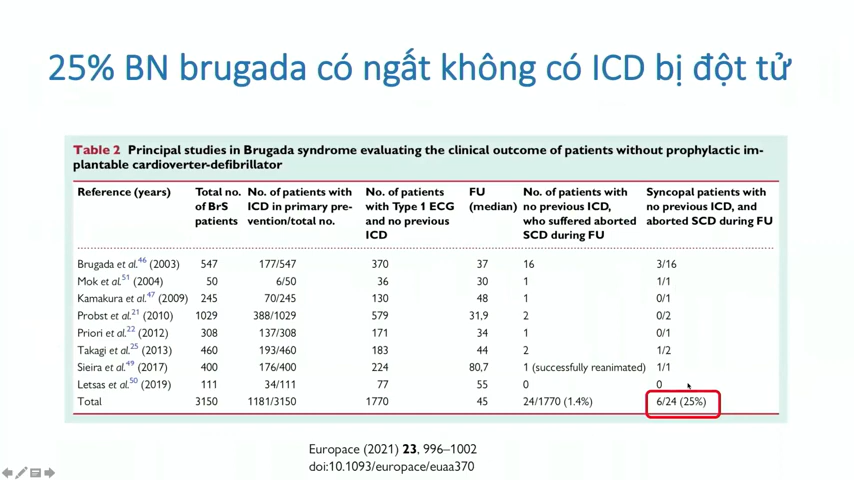 25% BN brugada có ngất không có ICD bị đột tử
Table 2 Principal studies in Brugada syndrome evaluating the clinical outcome of patients without prophylactic im-
plantable cardioverter-defibrillator
Reference (years) Total no. of BrS patients No. of patients with ICD in primary pre-vention/total no. No. of patients with Type 1 ECG and no previous ICD FU (median) No. of patients with no previous ICD, who suffered aborted SCD during FU Syncopal patients with no previous ICD, and aborted SCD during FU
Brugada et al.46 (2003) 547 177/547 370 37 16 3/16
Mok et al.51 (2004) 50 6/50 36 30 1 1/1
Kamakura et al.47 (2009) 245 70/245 130 48 1 0/1
Probst et al.21 (2010) 1029 388/1029 579 31,9 2 0/2
Priori et al.22 (2012) 308 137/308 171 34 1 0/1
Takagi et al.25 (2013) 460 193/460 183 44 2 1/2
Sieira et al.49 (2017) 400 176/400 224 80,7 1 (successfully reanimated) 1/1
Letsas et al.50 (2019) 111 34/111 77 55 0 0
Total 3150 1181/3150 1770 45 24/1770 (1.4%) 6/24 (25%)
Europace (2021) 23, 996–1002
doi:10.1093/europace/euaa370